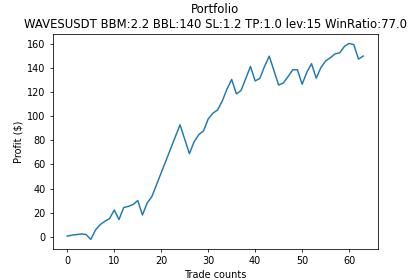 Portfolio
WAVESUSDT BBM:2.2 BBL:140 SL:1.2 TP:1.0 lev:15 WinRatio:77.0
160
140
120
100
80
60
40
20
0
Profit ($)
0 10 20 30 40 50 60
Trade counts